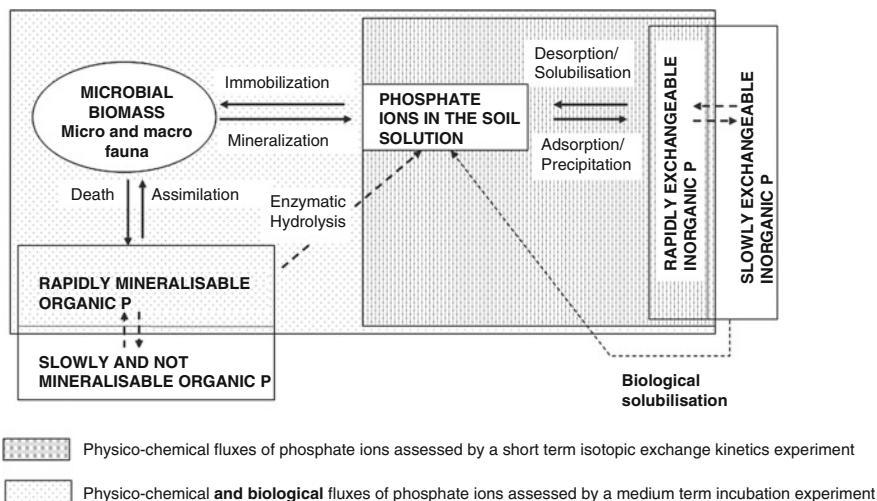 MICROBIAL
BIOMASS
Micro and macro
fauna
Immobilization
Mineralization
PHOSPHATE
IONS IN THE SOIL
SOLUTION
Desorption/
Solubilisation
Adsorption/
Precipitation
RAPIDLY EXCHANGEABLE
INORGANIC P
SLOWLY EXCHANGEABLE
INORGANIC P
Death
Assimilation
Enzymatic
Hydrolysis
RAPIDLY MINERALISABLE
ORGANIC P
SLOWLY AND NOT
MINERALISABLE ORGANIC P
Biological
solubilisation
Physico-chemical fluxes of phosphate ions assessed by a short term isotopic exchange kinetics experiment
Physico-chemical and biological fluxes of phosphate ions assessed by a medium term incubation experiment